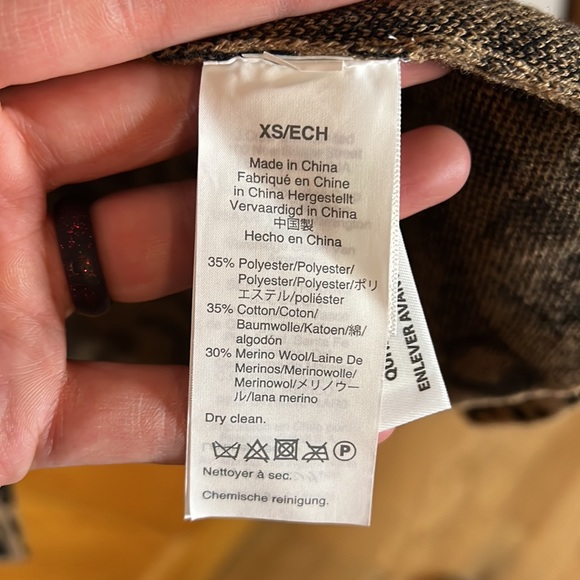 XS/ECH
Made in China
Fabriqué en Chine
in China Hergestellt
Vervaardigd in China
中国製
Hecho en China
35% Polyester/Polyester/
Polyester/Polyester/ポリ
エステル/poliéster
35% Cotton/Coton/
Baumwolle/Katoen/綿/
algodón
30% Merino Wool/Laine De
Merinos/Merinowolle/
Merinowol/メリノウー
ル/lana merino
Dry clean.
P
Nettoyer à sec.
Chemische reinigung.
ENLEVER AVAN